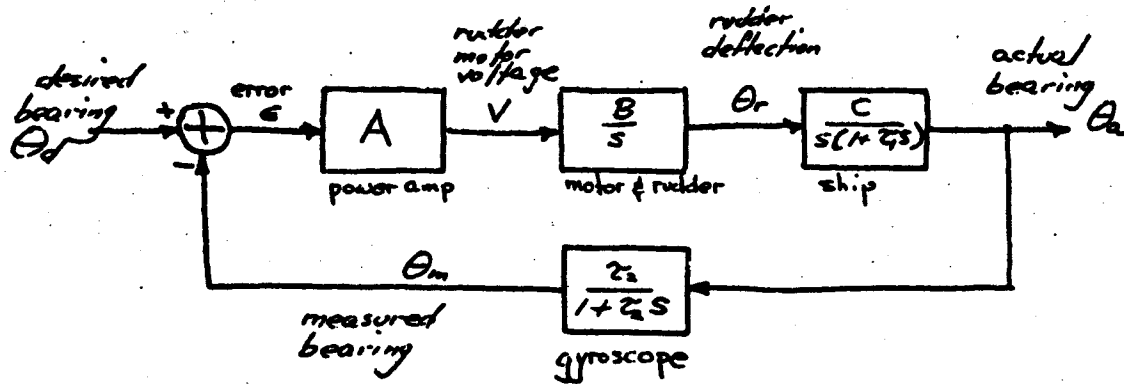 desired
bearing
Θd
+
−
error
ϵ
A
power amp
rudder
motor
voltage
V
B
s
motor & rudder
rudder
deflection
Θr
C
s(1+τ₁s)
ship
actual
bearing
Θa
τ₂
1+τ₂s
gyroscope
Θm
measured
bearing